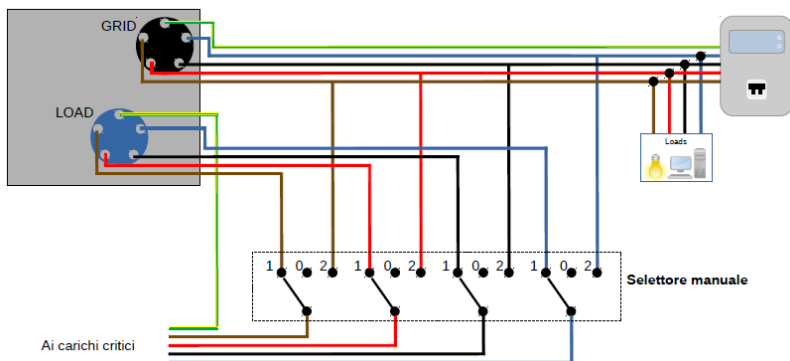 GRID
LOAD
Loads
1 0 2 1 0 2 1 0 2 1 0 2
Selettore manuale
Ai carichi critici